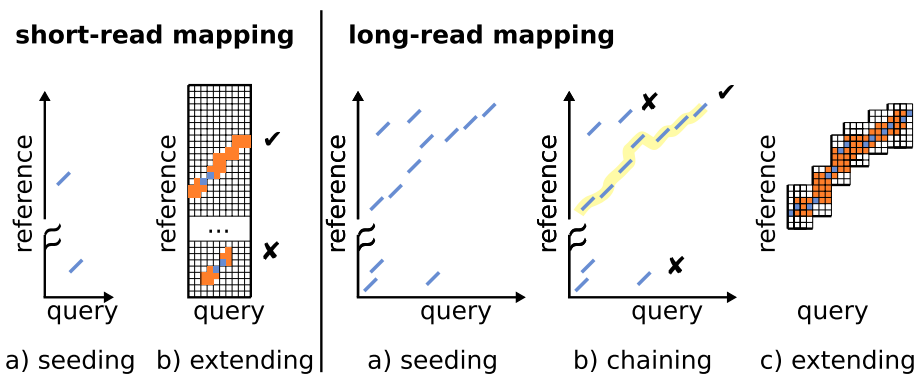 short-read mapping
reference
query
a) seeding
reference
...
✔
✘
query
b) extending
long-read mapping
reference
query
a) seeding
reference
✘
✔
✘
query
b) chaining
reference
query
c) extending